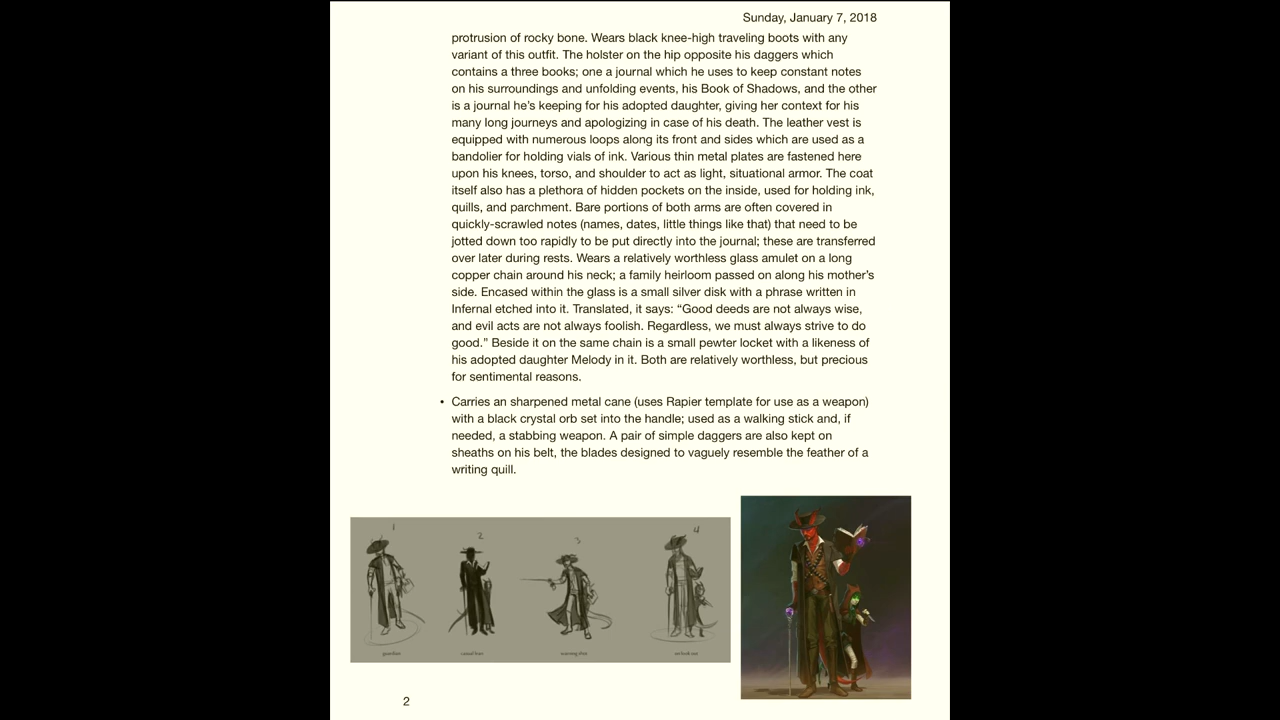 Sunday, January 7, 2018
protrusion of rocky bone. Wears black knee-high traveling boots with any
variant of this outfit. The holster on the hip opposite his daggers which
contains a three books; one a journal which he uses to keep constant notes
on his surroundings and unfolding events, his Book of Shadows, and the other
is a journal he’s keeping for his adopted daughter, giving her context for his
many long journeys and apologizing in case of his death. The leather vest is
equipped with numerous loops along its front and sides which are used as a
bandolier for holding vials of ink. Various thin metal plates are fastened here
upon his knees, torso, and shoulder to act as light, situational armor. The coat
itself also has a plethora of hidden pockets on the inside, used for holding ink,
quills, and parchment. Bare portions of both arms are often covered in
quickly-scrawled notes (names, dates, little things like that) that need to be
jotted down too rapidly to be put directly into the journal; these are transferred
over later during rests. Wears a relatively worthless glass amulet on a long
copper chain around his neck; a family heirloom passed on along his mother’s
side. Encased within the glass is a small silver disk with a phrase written in
Infernal etched into it. Translated, it says: “Good deeds are not always wise,
and evil acts are not always foolish. Regardless, we must always strive to do
good.” Beside it on the same chain is a small pewter locket with a likeness of
his adopted daughter Melody in it. Both are relatively worthless, but precious
for sentimental reasons.
• Carries an sharpened metal cane (uses Rapier template for use as a weapon)
with a black crystal orb set into the handle; used as a walking stick and, if
needed, a stabbing weapon. A pair of simple daggers are also kept on
sheaths on his belt, the blades designed to vaguely resemble the feather of a
writing quill.
1 2 3 4
guardian
2